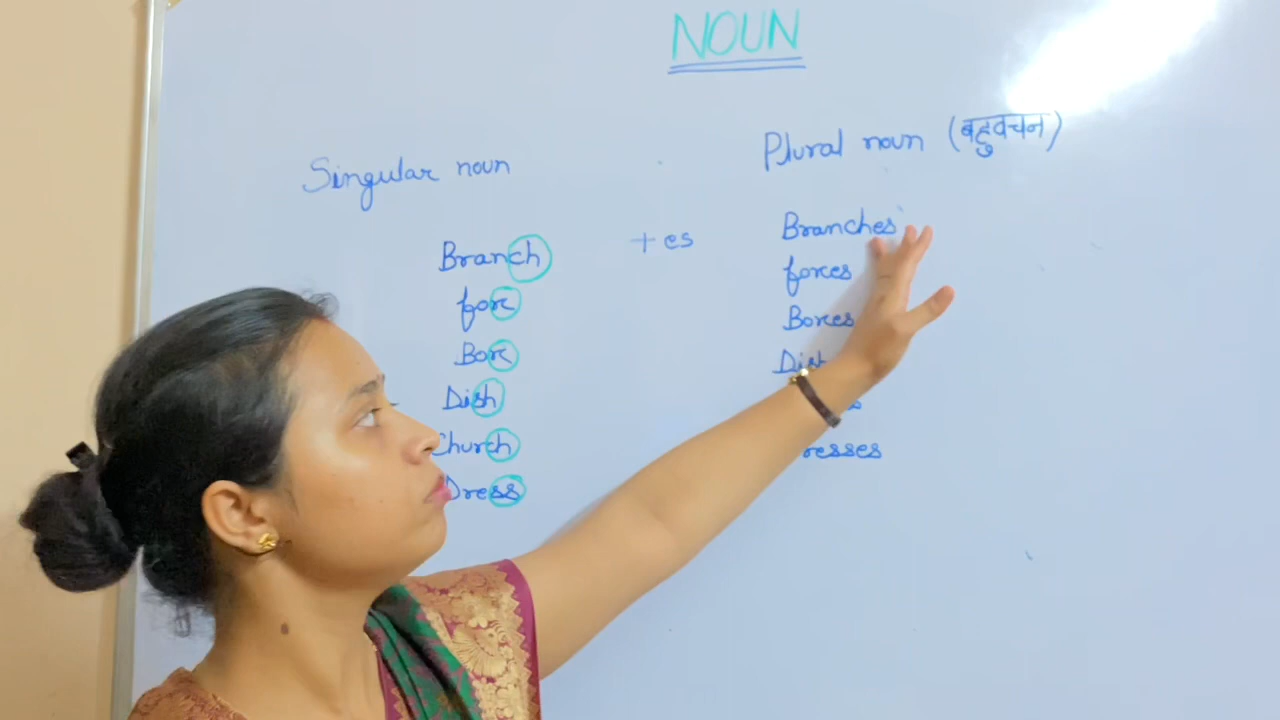 NOUN
Singular noun
Plural noun (बहुवचन)
Branch + es Branches
fox foxes
Box Boxes
Dish
Church
Dress